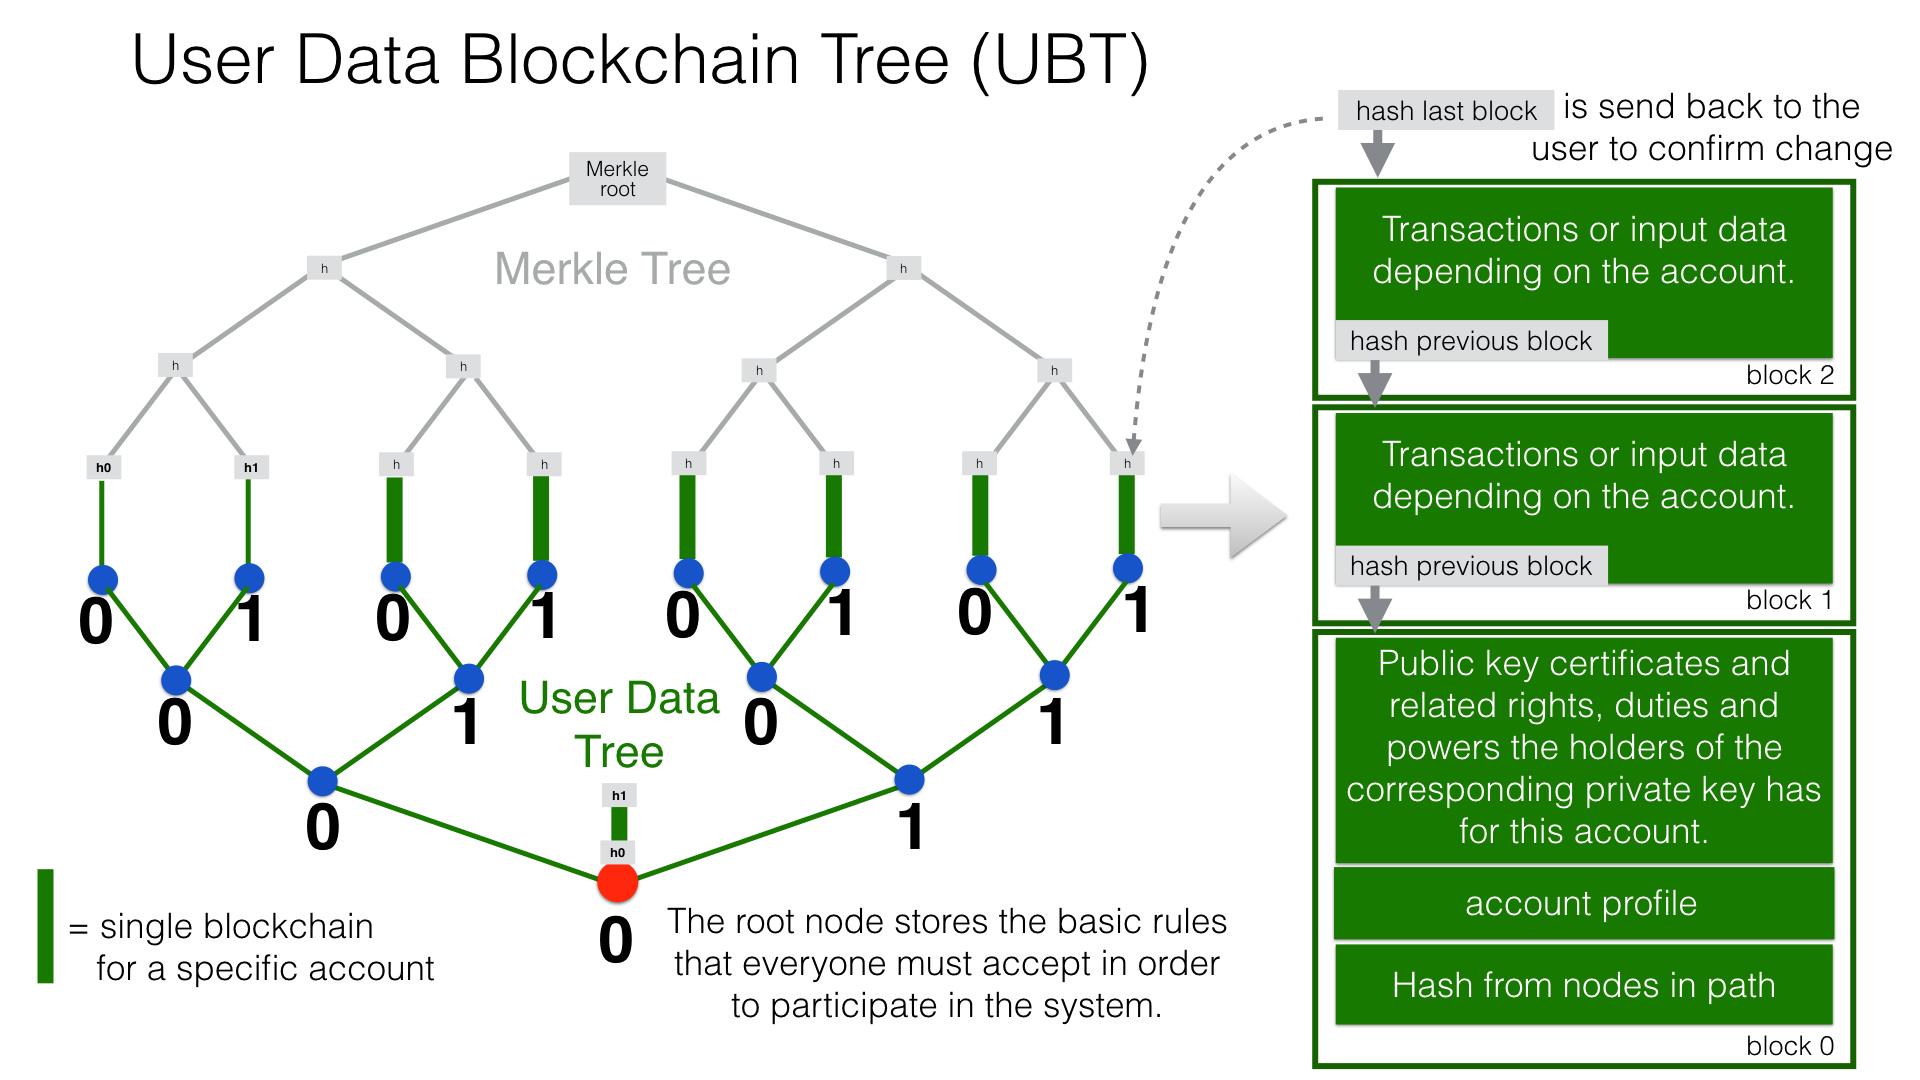 User Data Blockchain Tree (UBT)
hash last block is send back to the
user to confirm change
Merkle
root
Merkle Tree
h
h
h
h
h
h
h0
h1
h
h
h
h
h
h
0
1
0
1
0
1
0
1
0
1
0
1
User Data
Tree
0
1
h1
h0
0
= single blockchain
for a specific account
The root node stores the basic rules
that everyone must accept in order
to participate in the system.
Transactions or input data
depending on the account.
hash previous block
block 2
Transactions or input data
depending on the account.
hash previous block
block 1
Public key certificates and
related rights, duties and
powers the holders of the
corresponding private key has
for this account.
account profile
Hash from nodes in path
block 0